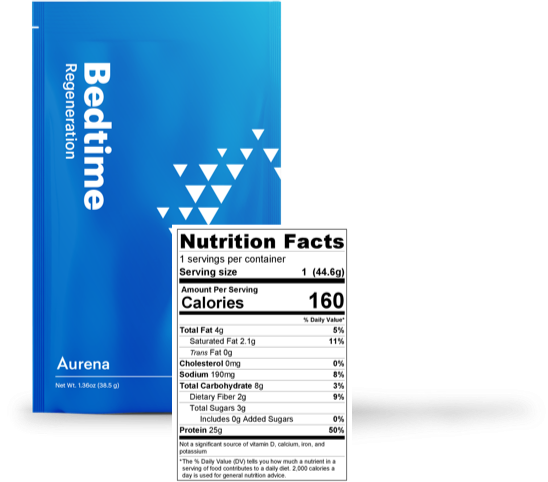 Bedtime
Regeneration
Aurena
Net Wt. 1.36oz (38.5 g)
Nutrition Facts
1 servings per container
Serving size 1 (44.6g)
Amount Per Serving
Calories 160
% Daily Value*
Total Fat 4g 5%
Saturated Fat 2.1g 11%
Trans Fat 0g
Cholesterol 0mg 0%
Sodium 190mg 8%
Total Carbohydrate 8g 3%
Dietary Fiber 2g 9%
Total Sugars 3g
Includes 0g Added Sugars 0%
Protein 25g 50%
Not a significant source of vitamin D, calcium, iron, and
potassium
*The % Daily Value (DV) tells you how much a nutrient in a
serving of food contributes to a daily diet. 2,000 calories a
day is used for general nutrition advice.